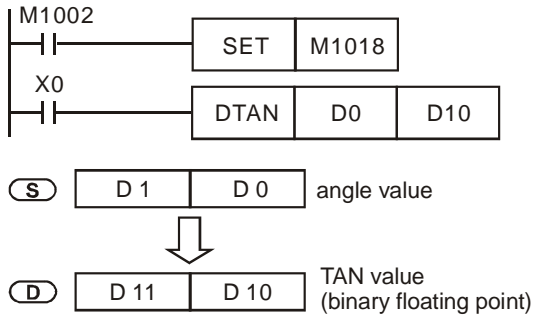 M1002
SET M1018
X0
DTAN D0 D10
S D 1 D 0 angle value
D D 11 D 10 TAN value
(binary floating point)